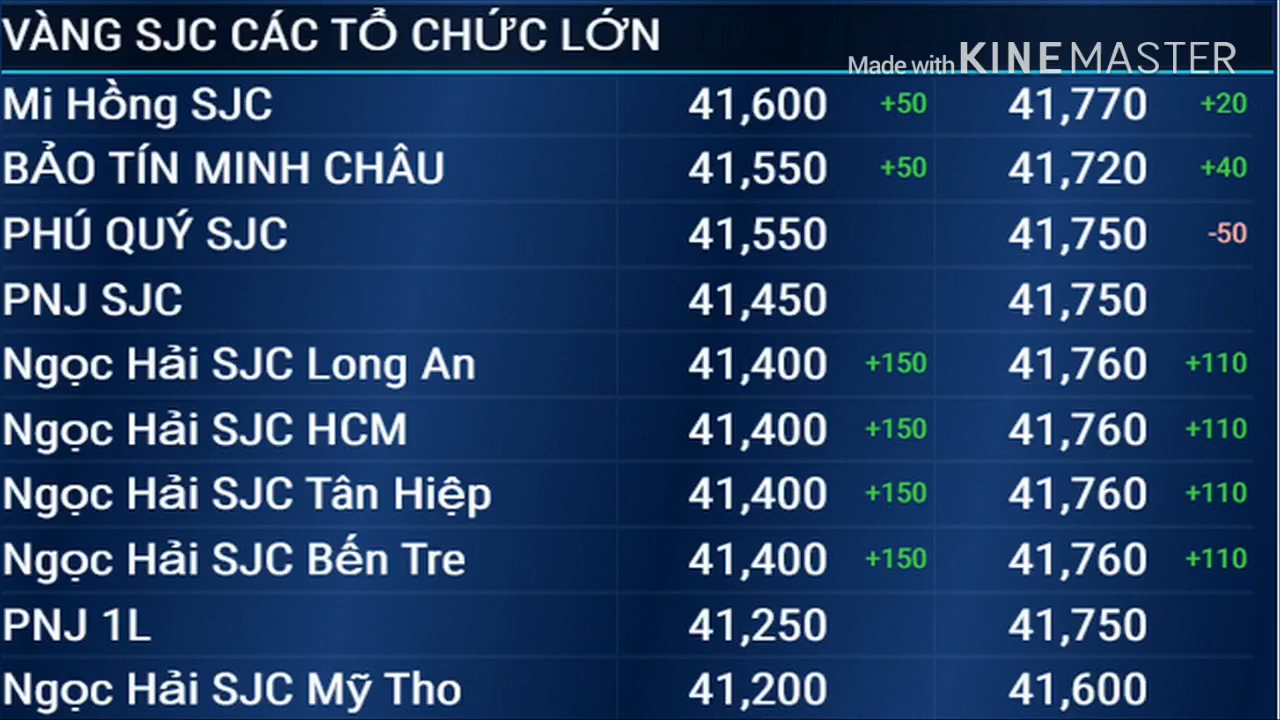 VÀNG SJC CÁC TỔ CHỨC LỚN
Made with KINEMASTER
Mi Hồng SJC 41,600 +50 41,770 +20
BẢO TÍN MINH CHÂU 41,550 +50 41,720 +40
PHÚ QUÝ SJC 41,550 41,750 -50
PNJ SJC 41,450 41,750
Ngọc Hải SJC Long An 41,400 +150 41,760 +110
Ngọc Hải SJC HCM 41,400 +150 41,760 +110
Ngọc Hải SJC Tân Hiệp 41,400 +150 41,760 +110
Ngọc Hải SJC Bến Tre 41,400 +150 41,760 +110
PNJ 1L 41,250 41,750
Ngọc Hải SJC Mỹ Tho 41,200 41,600